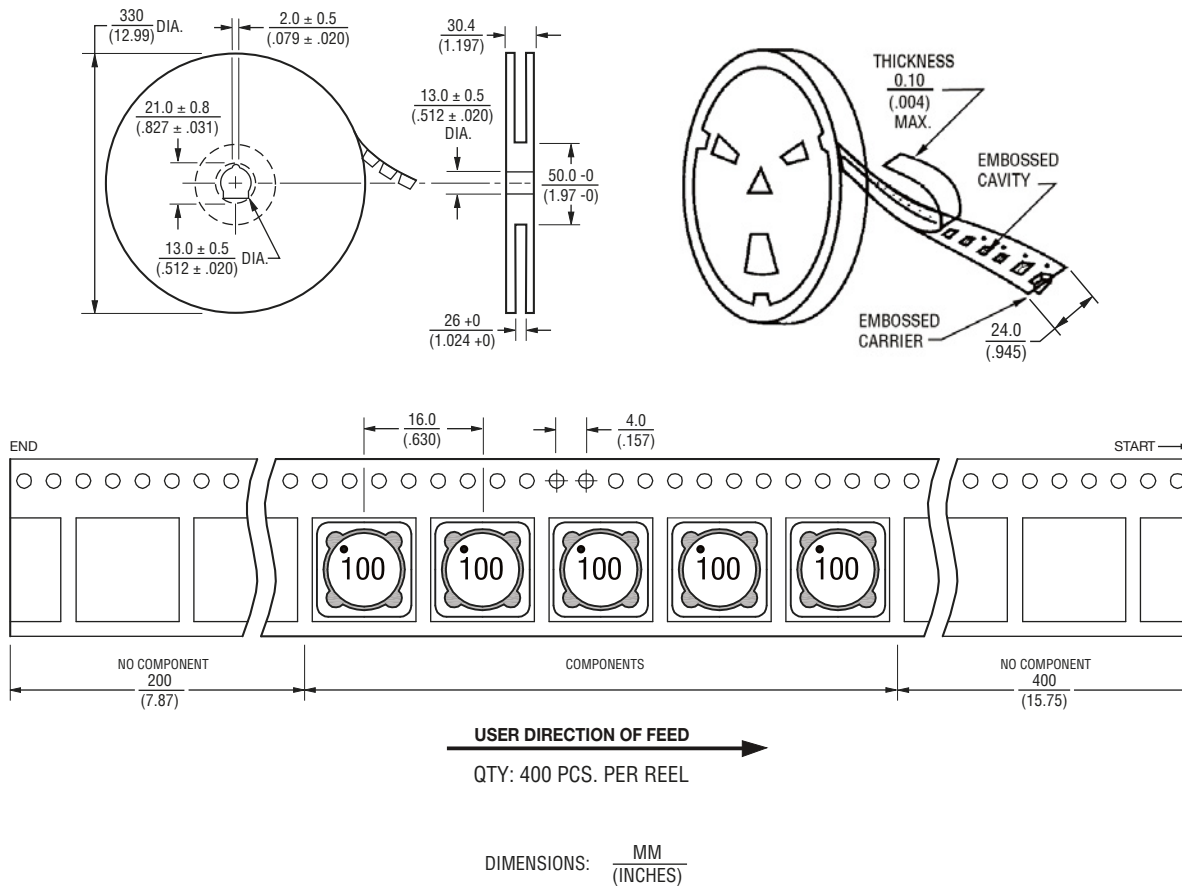 330
(12.99)
DIA.
2.0 ± 0.5
(.079 ± .020)
21.0 ± 0.8
(.827 ± .031)
13.0 ± 0.5
(.512 ± .020)
DIA.
30.4
(1.197)
13.0 ± 0.5
(.512 ± .020)
DIA.
50.0 -0
(1.97 -0)
26 +0
(1.024 +0)
THICKNESS
0.10
(.004)
MAX.
EMBOSSED
CAVITY
EMBOSSED
CARRIER
24.0
(.945)
END
16.0
(.630)
4.0
(.157)
START
100
100
100
100
100
NO COMPONENT
200
(7.87)
COMPONENTS
NO COMPONENT
400
(15.75)
USER DIRECTION OF FEED
QTY: 400 PCS. PER REEL
DIMENSIONS:
MM
(INCHES)